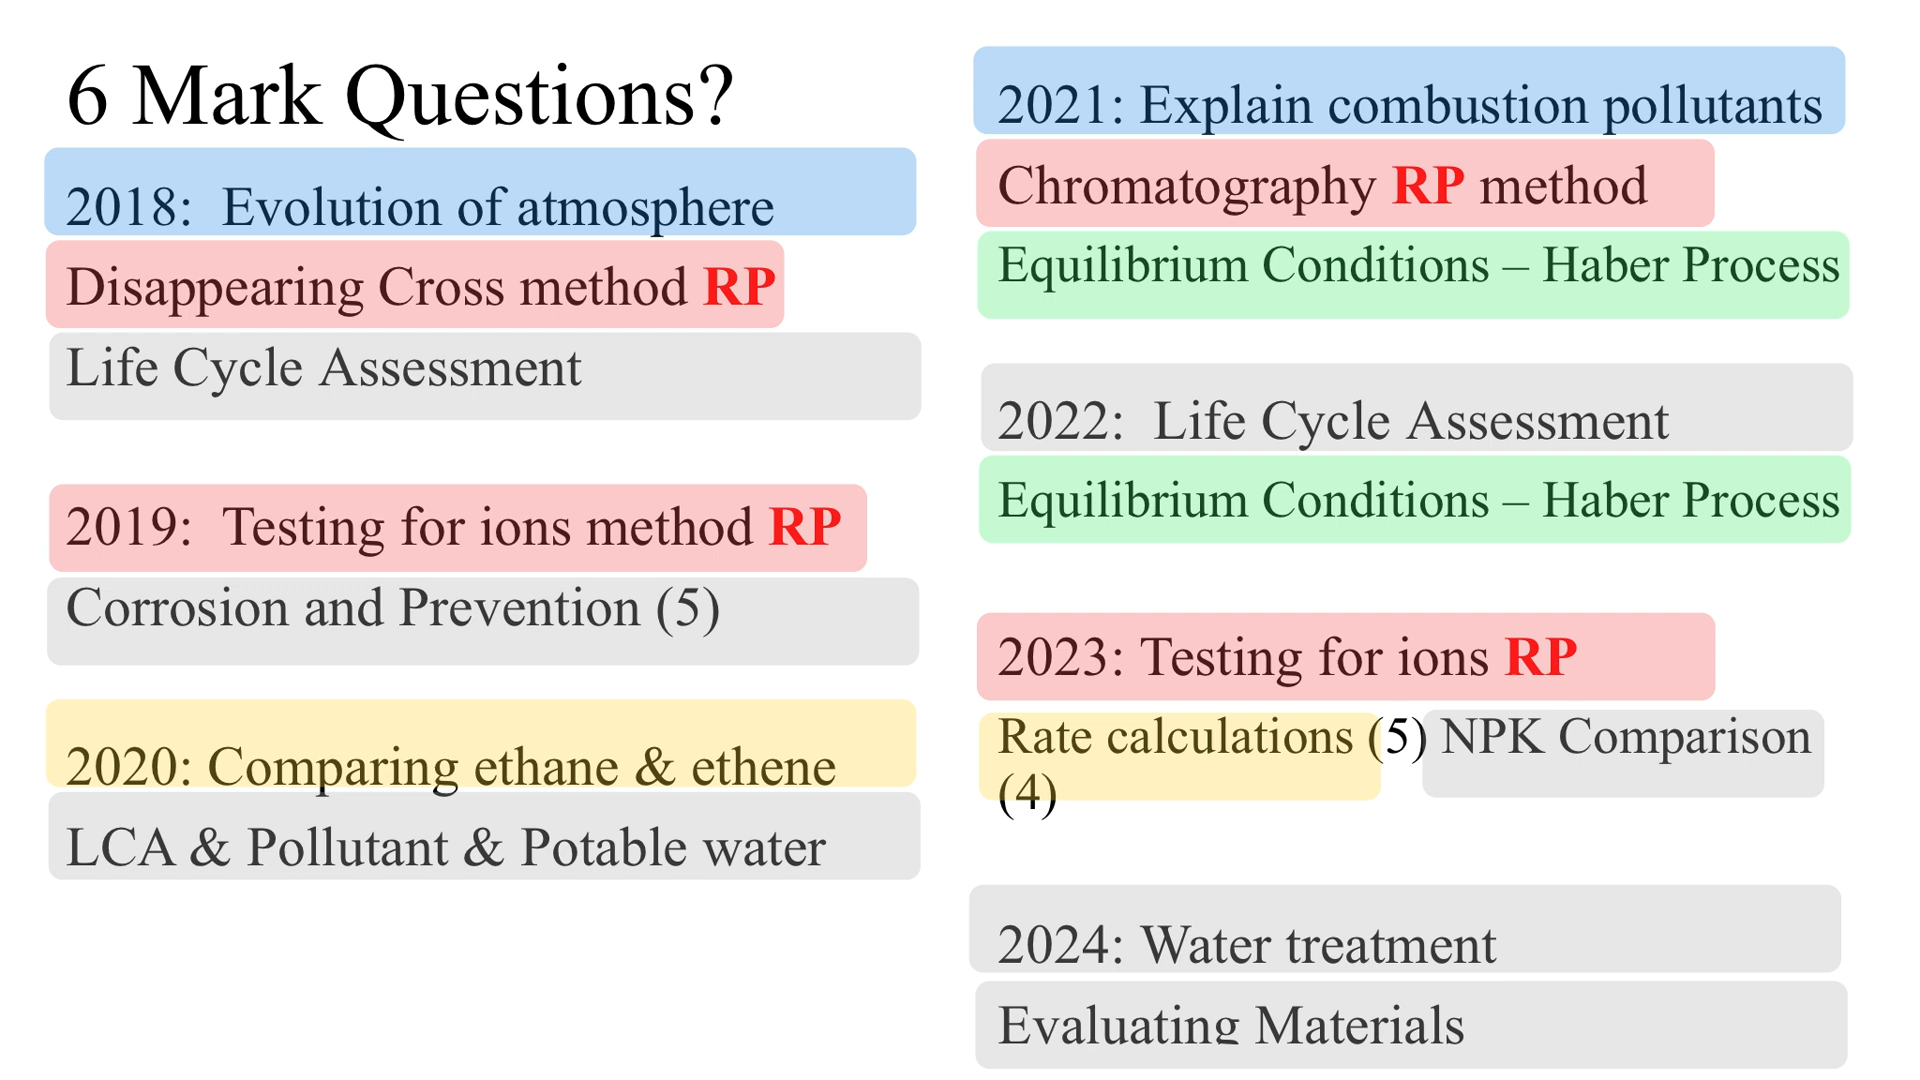 6 Mark Questions?
2018:  Evolution of atmosphere
Disappearing Cross method RP
Life Cycle Assessment
2019:  Testing for ions method RP
Corrosion and Prevention (5)
2020: Comparing ethane & ethene
LCA & Pollutant & Potable water
2021: Explain combustion pollutants
Chromatography RP method
Equilibrium Conditions – Haber Process
2022:  Life Cycle Assessment
Equilibrium Conditions – Haber Process
2023: Testing for ions RP
Rate calculations (5) NPK Comparison
(4)
2024: Water treatment
Evaluating Materials